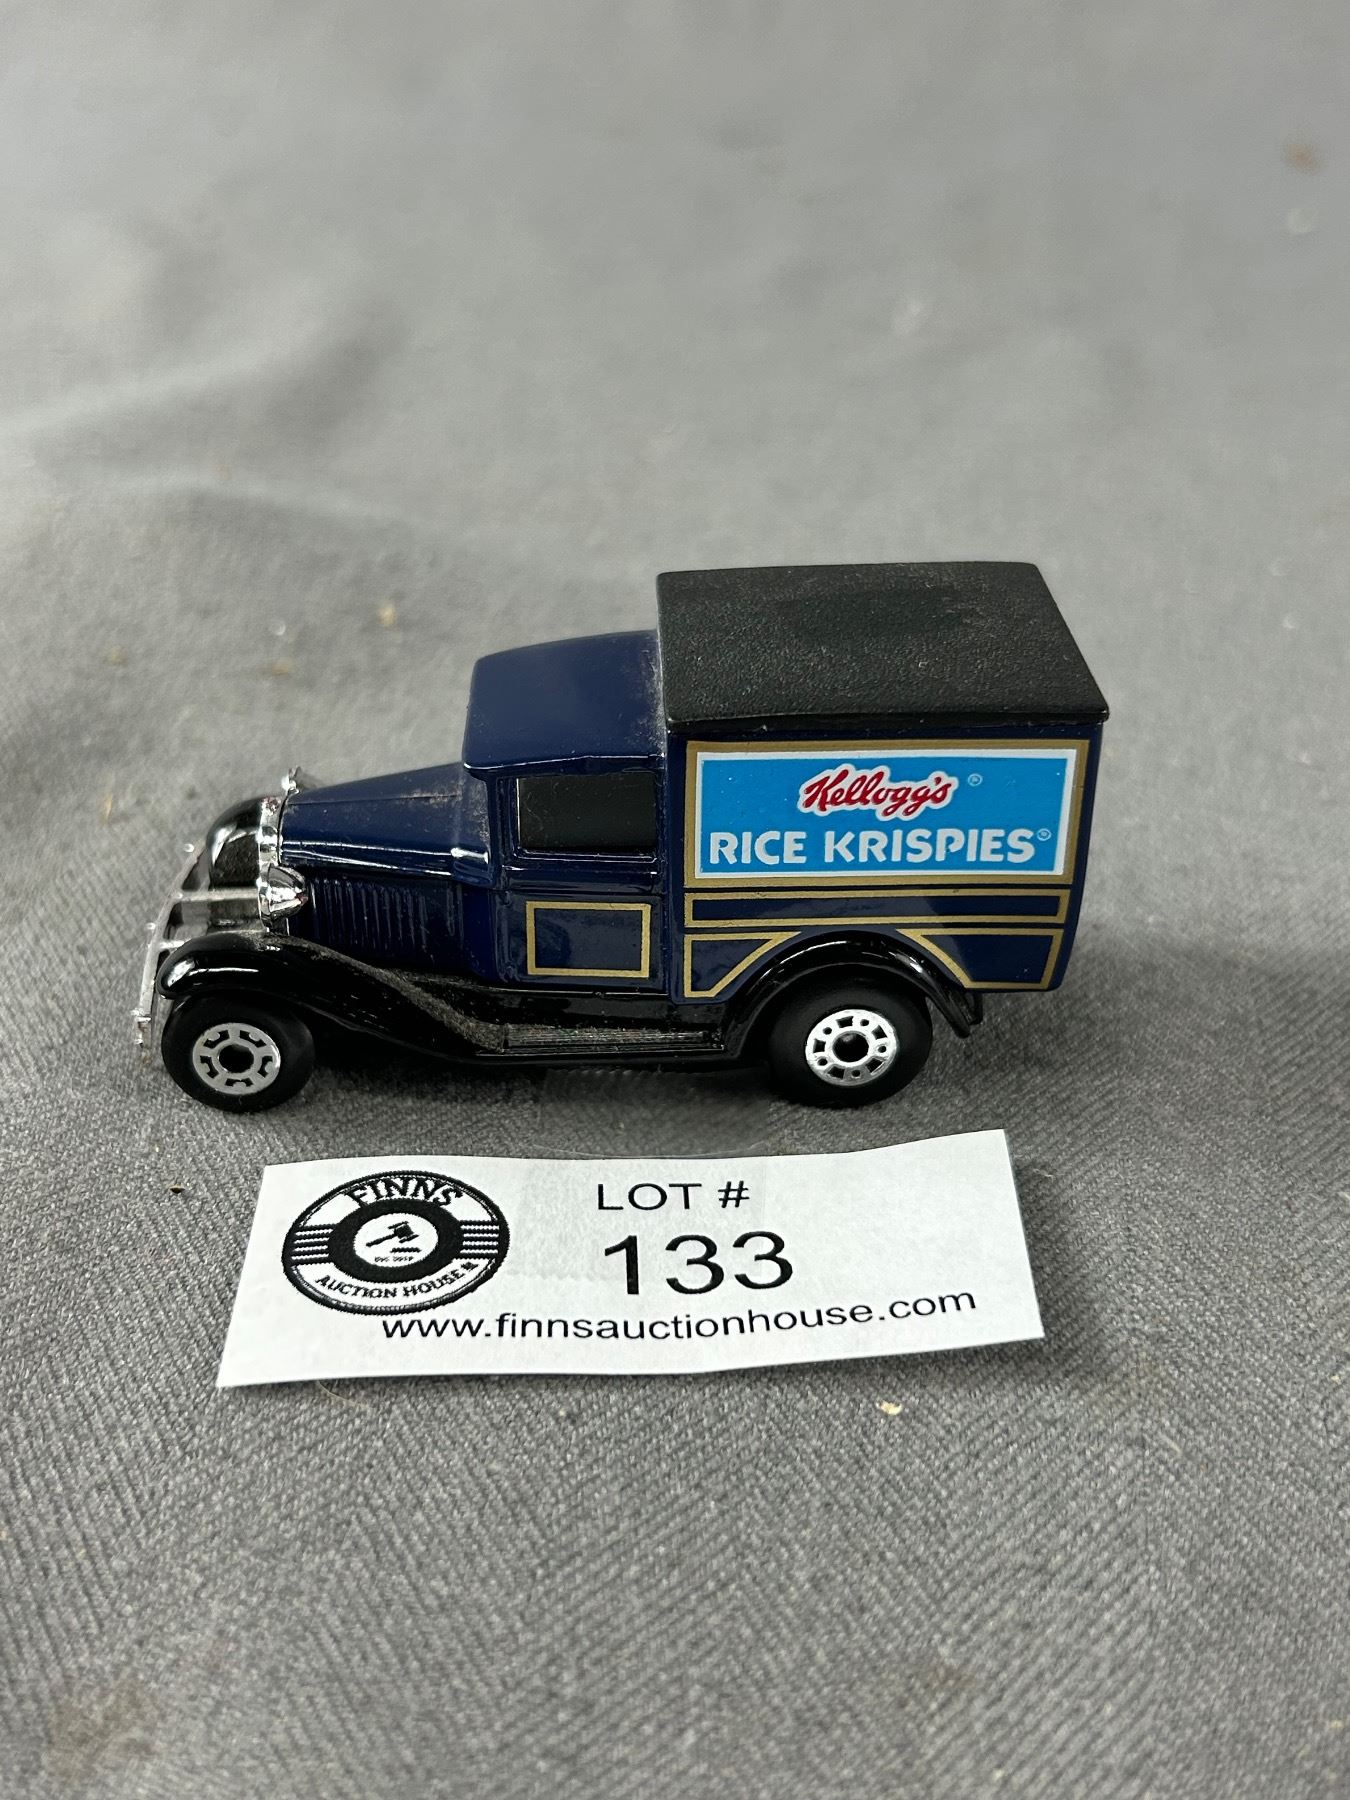 Kellogg's ®
RICE KRISPIES®
FINNS
AUCTION HOUSE
LOT #
133
www.finnsauctionhouse.com